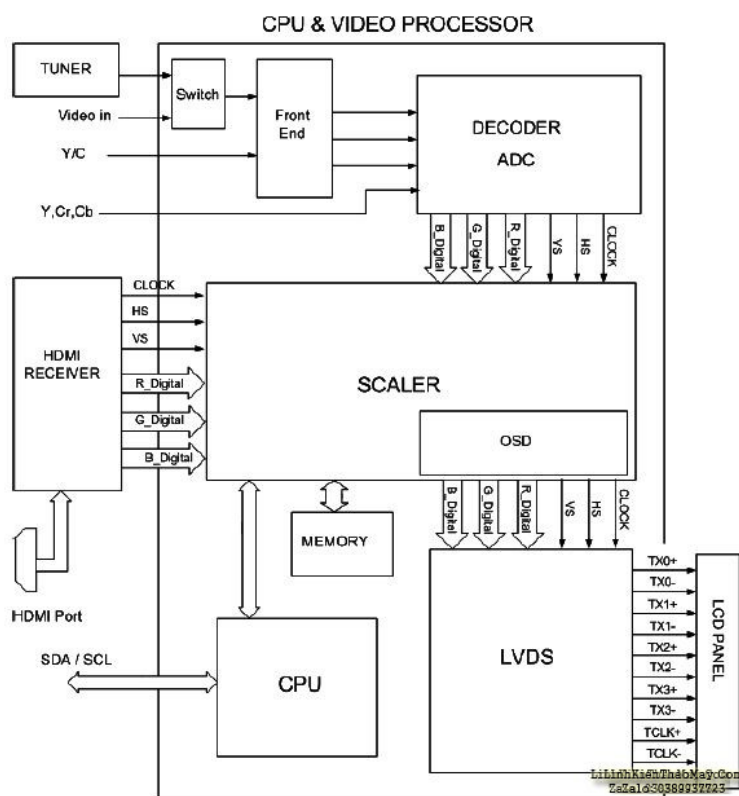 CPU & VIDEO PROCESSOR
TUNER
Switch
Front
End
DECODER
ADC
Video in
Y/C
Y,Cr,Cb
B_Digital
G_Digital
R_Digital
VS
HS
CLOCK
HDMI
RECEIVER
CLOCK
HS
VS
R_Digital
G_Digital
B_Digital
SCALER
OSD
B_Digital
G_Digital
R_Digital
VS
HS
CLOCK
MEMORY
HDMI Port
SDA / SCL
CPU
LVDS
TX0+
TX0-
TX1+
TX1-
TX2+
TX2-
TX3+
TX3-
TCLK+
TCLK-
LCD PANEL
LiLinhKienThaoMay.Com